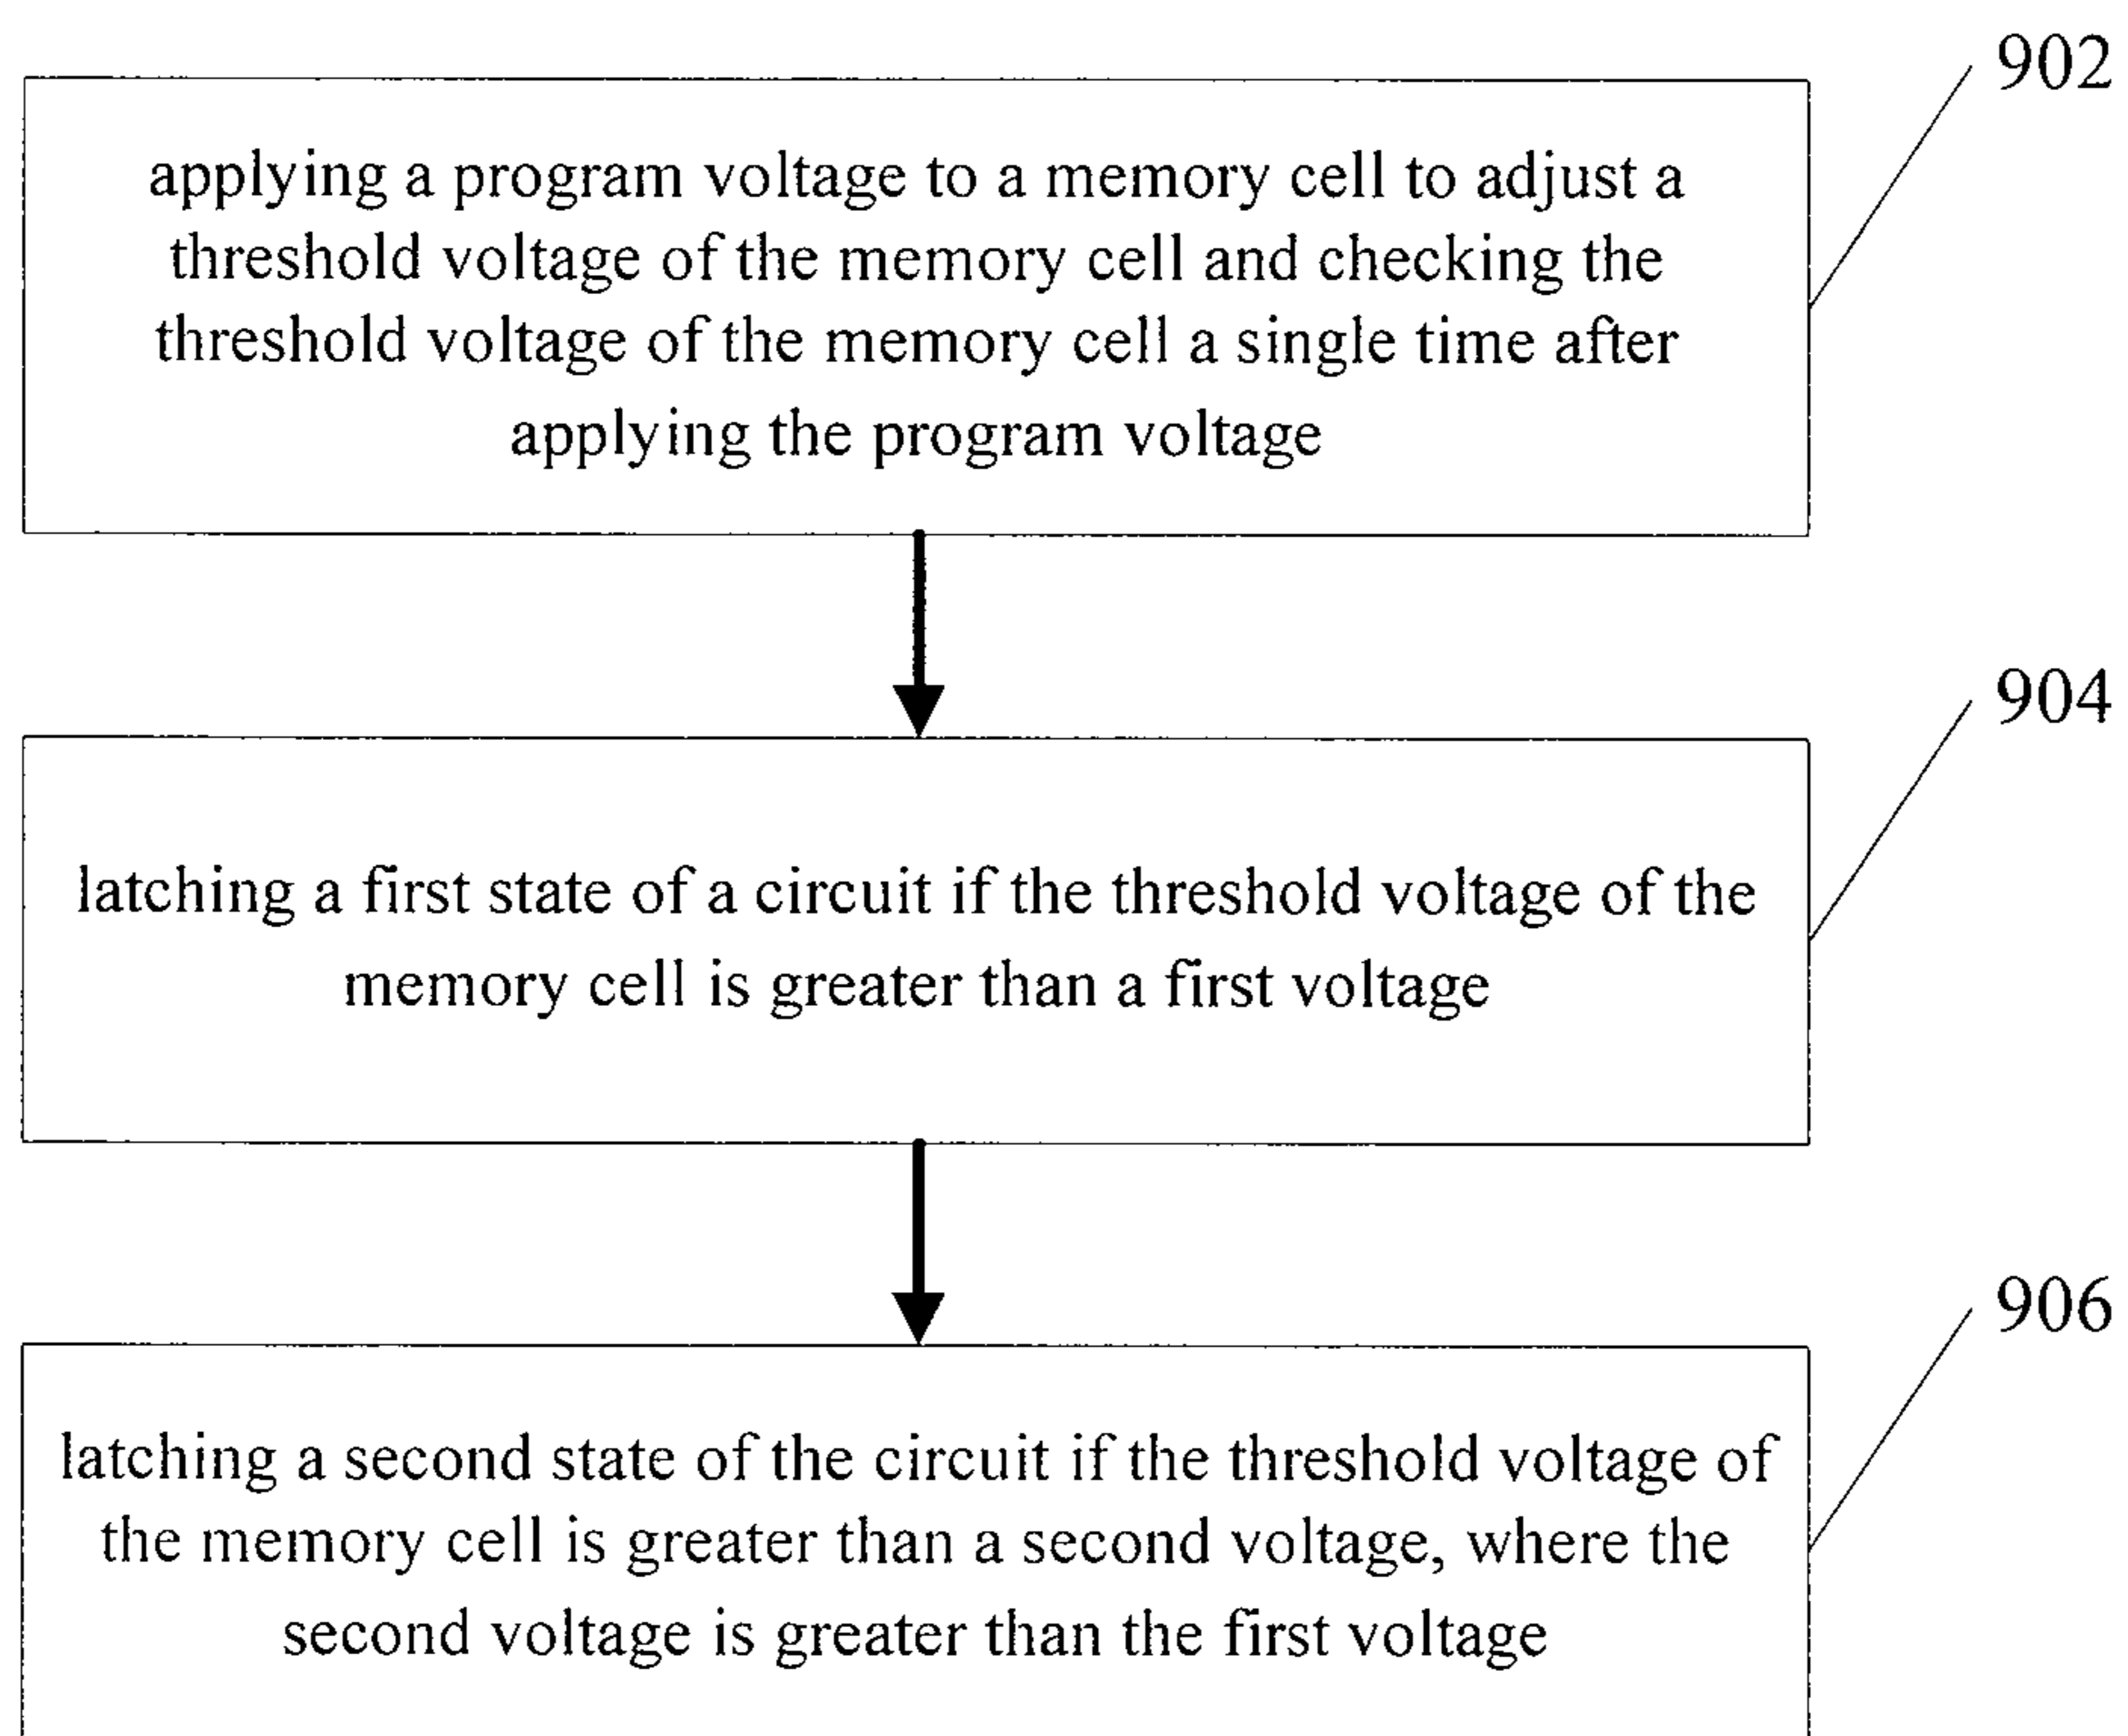 902
applying a program voltage to a memory cell to adjust a
threshold voltage of the memory cell and checking the
threshold voltage of the memory cell a single time after
applying the program voltage
904
latching a first state of a circuit if the threshold voltage of the
memory cell is greater than a first voltage
906
latching a second state of the circuit if the threshold voltage of
the memory cell is greater than a second voltage, where the
second voltage is greater than the first voltage